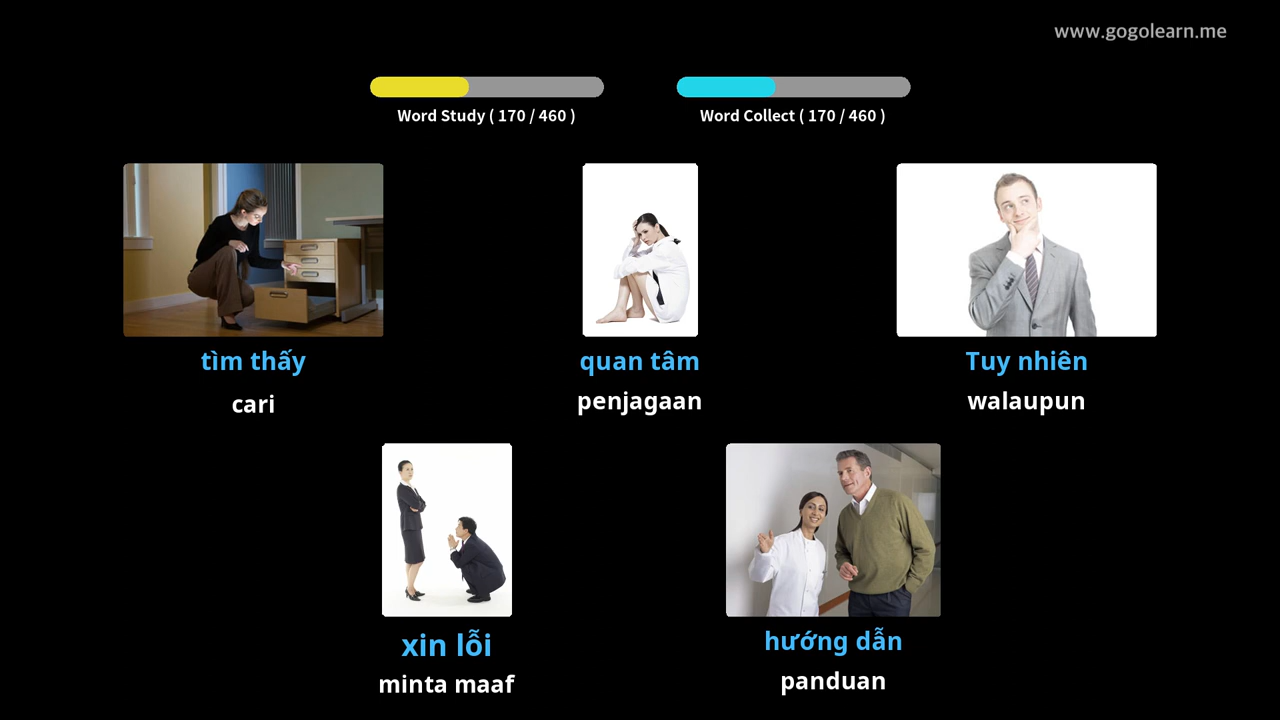 www.gogolearn.me
Word Study ( 170 / 460 )
Word Collect ( 170 / 460 )
tìm thấy
cari
quan tâm
penjagaan
Tuy nhiên
walaupun
xin lỗi
minta maaf
hướng dẫn
panduan